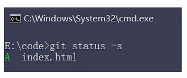 C:\Windows\System32\cmd.exe
E:\code>git status -s
A  index.html